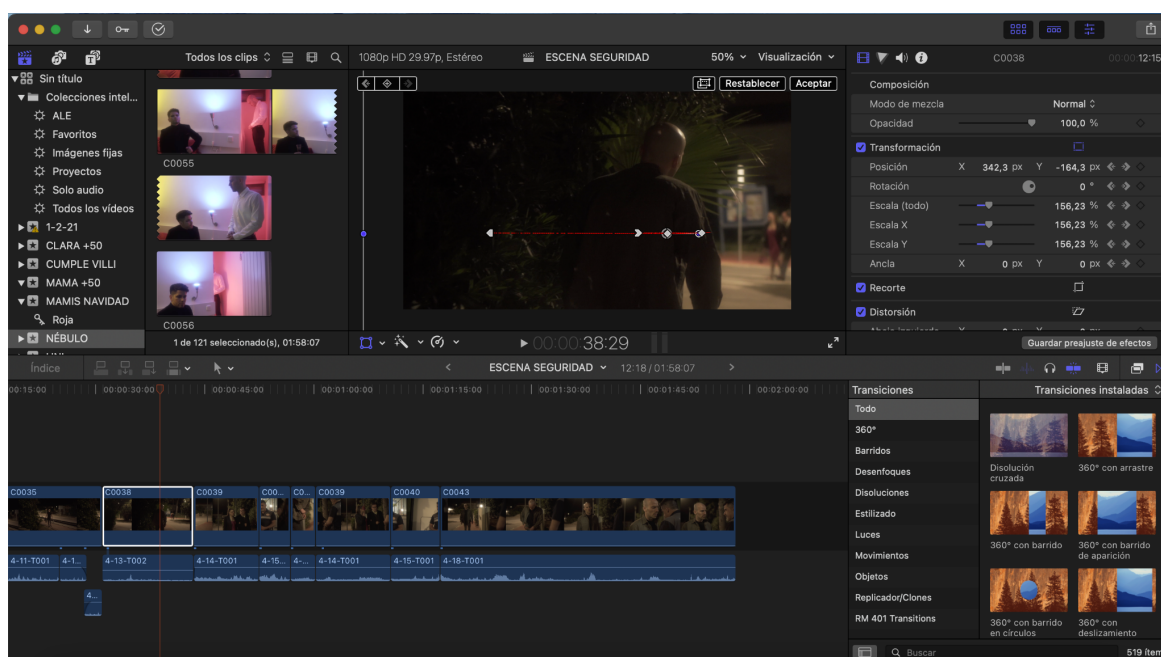 Todos los clips
1080p HD 29.97p, Estéreo
ESCENA SEGURIDAD
50%
Visualización
C0038
00:00:12:15
Sin título
Colecciones intel...
ALE
Favoritos
Imágenes fijas
Proyectos
Solo audio
Todos los vídeos
1-2-21
CLARA +50
CUMPLE VILLI
MAMA +50
MAMIS NAVIDAD
Roja
NÉBULO
C0055
C0056
1 de 121 seleccionado(s), 01:58:07
Restablecer
Aceptar
00:00:38:29
Composición
Modo de mezcla Normal
Opacidad 100,0 %
Transformación
Posición X 342,3 px Y -164,3 px
Rotación 0 °
Escala (todo) 156,23 %
Escala X 156,23 %
Escala Y 156,23 %
Ancla X 0 px Y 0 px
Recorte
Distorsión
Guardar preajuste de efectos
Índice
ESCENA SEGURIDAD
12:18 / 01:58:07
00:15:00 00:00:30:00 00:00:45:00 00:01:00:00 00:01:15:00 00:01:30:00 00:01:45:00 00:02:00:00
C0035 C0038 C0039 C00... C0... C0039 C0040 C0043
4-11-T001 4-1... 4-13-T002 4-14-T001 4-15... 4-... 4-14-T001 4-15-T001 4-18-T001
4...
Transiciones
Transiciones instaladas
Todo
360°
Barridos
Desenfoques
Disoluciones
Estilizado
Luces
Movimientos
Objetos
Replicador/Clones
RM 401 Transitions
Disolución
cruzada
360° con arrastre
360° con barrido
360° con barrido
de aparición
360° con barrido
en círculos
360° con
deslizamiento
Buscar
519 ítem